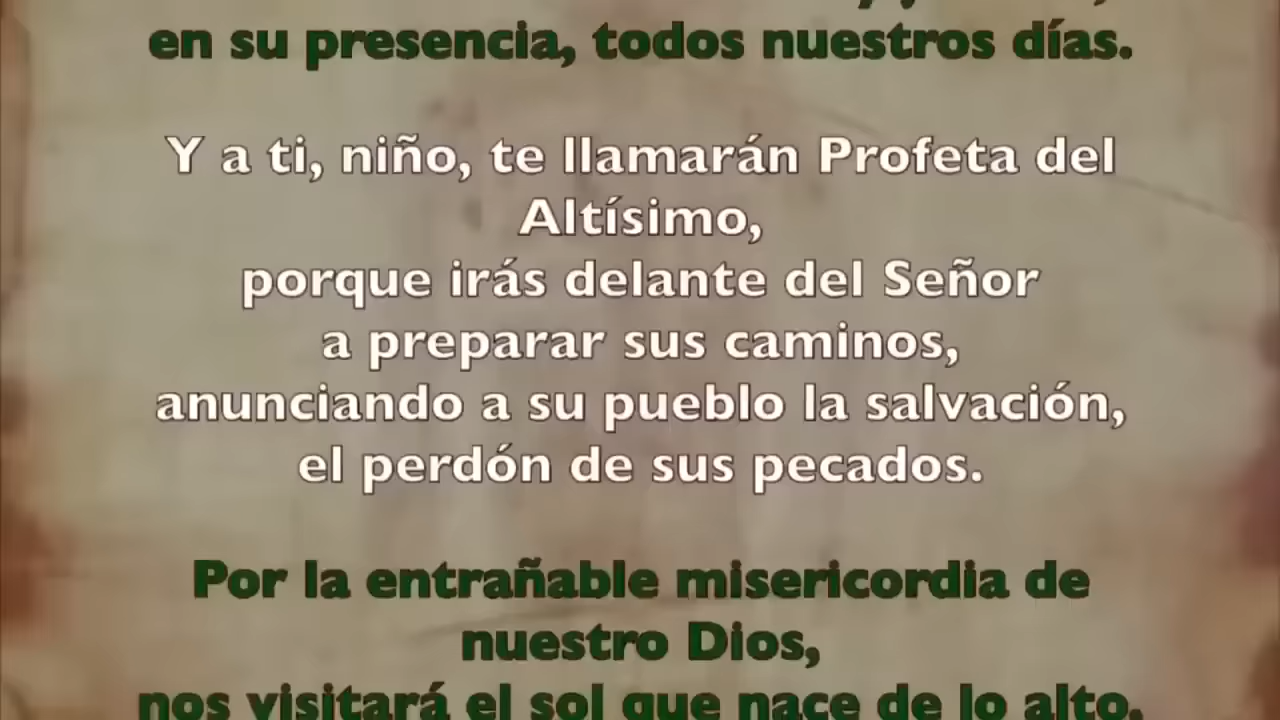 en su presencia, todos nuestros días.
Y a ti, niño, te llamarán Profeta del
Altísimo,
porque irás delante del Señor
a preparar sus caminos,
anunciando a su pueblo la salvación,
el perdón de sus pecados.
Por la entrañable misericordia de
nuestro Dios,
nos visitará el sol que nace de lo alto,